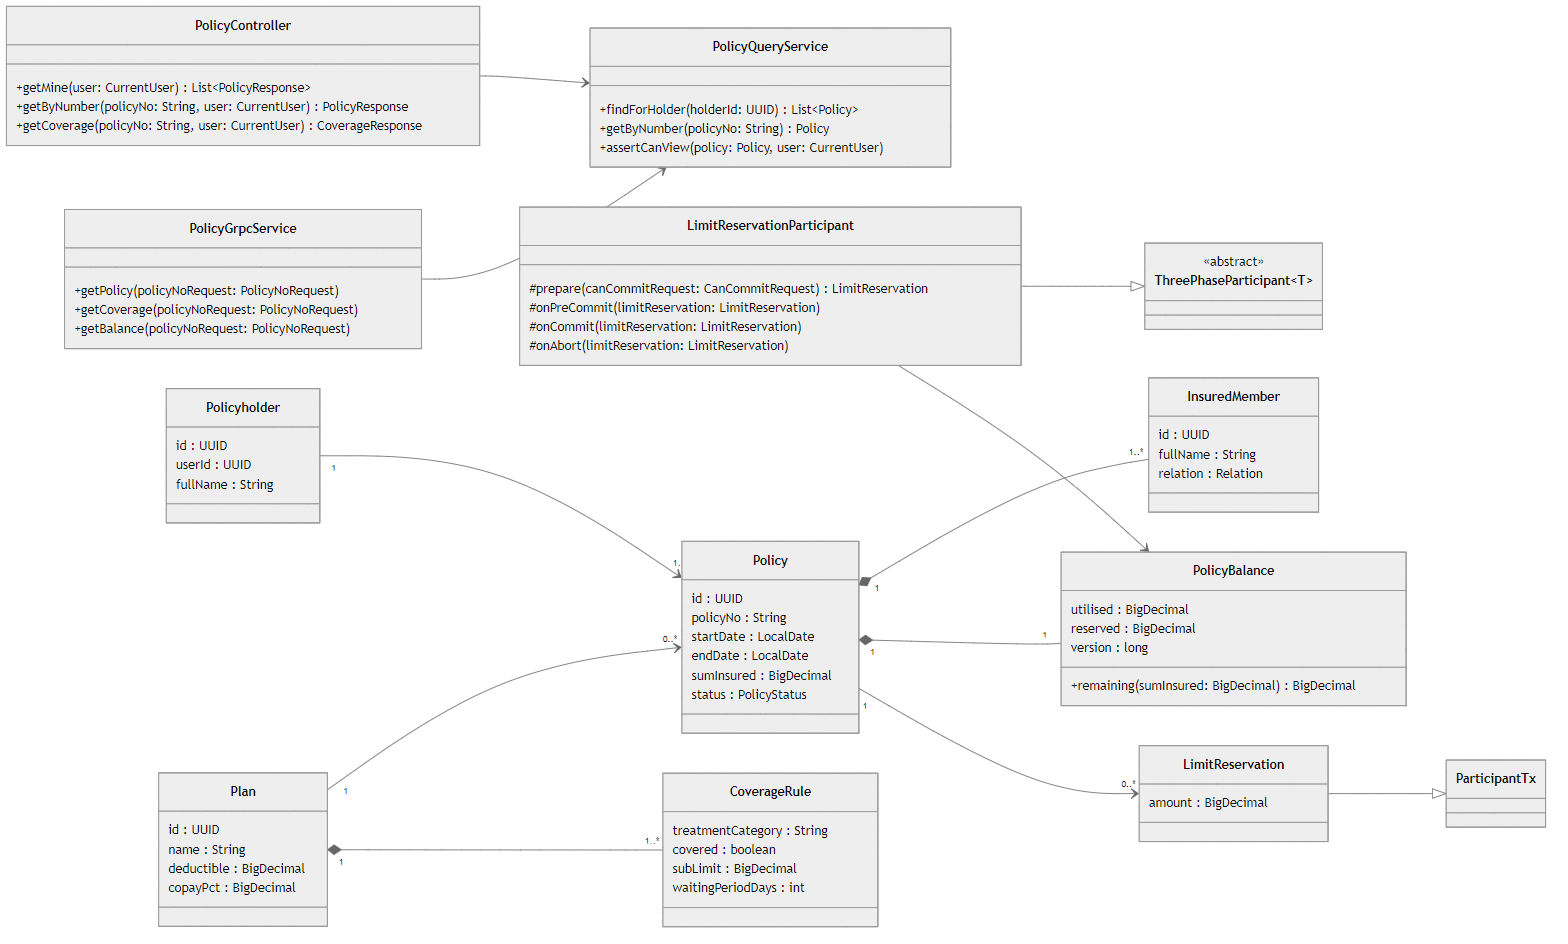 PolicyController
+getMine(user: CurrentUser) : List<PolicyResponse>
+getByNumber(policyNo: String, user: CurrentUser) : PolicyResponse
+getCoverage(policyNo: String, user: CurrentUser) : CoverageResponse
PolicyQueryService
+findForHolder(holderId: UUID) : List<Policy>
+getByNumber(policyNo: String) : Policy
+assertCanView(policy: Policy, user: CurrentUser)
PolicyGrpcService
+getPolicy(policyNoRequest: PolicyNoRequest)
+getCoverage(policyNoRequest: PolicyNoRequest)
+getBalance(policyNoRequest: PolicyNoRequest)
LimitReservationParticipant
#prepare(canCommitRequest: CanCommitRequest) : LimitReservation
#onPreCommit(limitReservation: LimitReservation)
#onCommit(limitReservation: LimitReservation)
#onAbort(limitReservation: LimitReservation)
«abstract»
ThreePhaseParticipant<T>
Policyholder
id : UUID
userId : UUID
fullName : String
1
1.
InsuredMember
id : UUID
fullName : String
relation : Relation
1..*
1
Policy
id : UUID
policyNo : String
startDate : LocalDate
endDate : LocalDate
sumInsured : BigDecimal
status : PolicyStatus
0..*
1
1
1
PolicyBalance
utilised : BigDecimal
reserved : BigDecimal
version : long
+remaining(sumInsured: BigDecimal) : BigDecimal
Plan
id : UUID
name : String
deductible : BigDecimal
copayPct : BigDecimal
1
1
1..*
CoverageRule
treatmentCategory : String
covered : boolean
subLimit : BigDecimal
waitingPeriodDays : int
0..*
LimitReservation
amount : BigDecimal
ParticipantTx